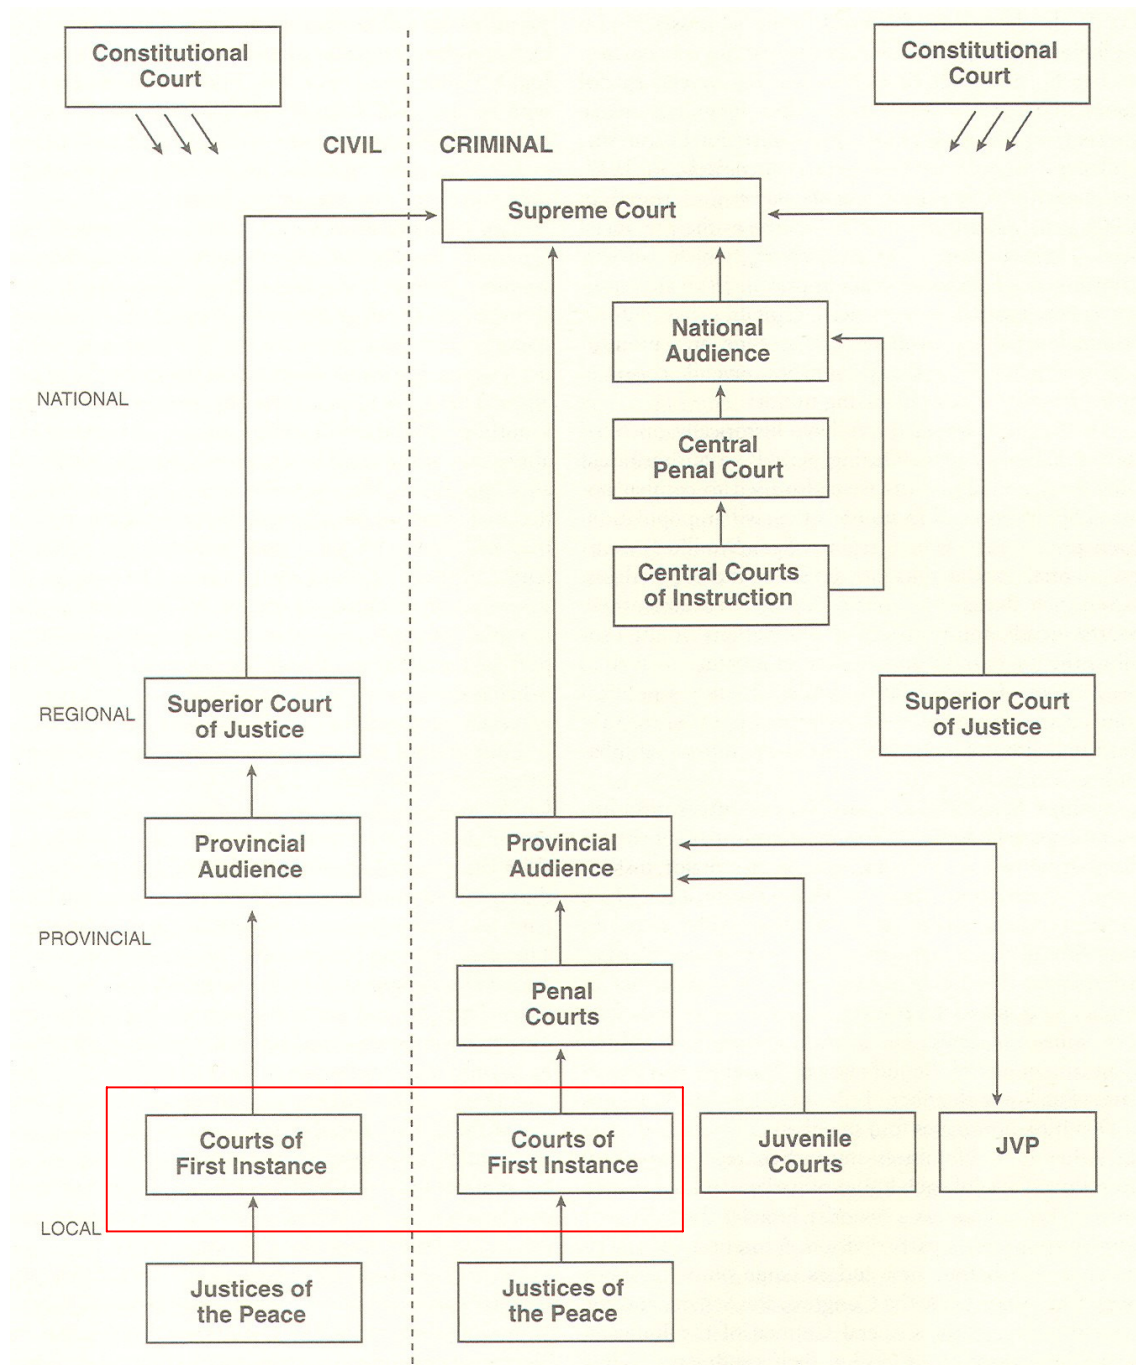 Constitutional
Court
Constitutional
Court
CIVIL
CRIMINAL
Supreme Court
National
Audience
NATIONAL
Central
Penal Court
Central Courts
of Instruction
REGIONAL
Superior Court
of Justice
Superior Court
of Justice
Provincial
Audience
Provincial
Audience
PROVINCIAL
Penal
Courts
Courts of
First Instance
Courts of
First Instance
Juvenile
Courts
JVP
LOCAL
Justices of
the Peace
Justices of
the Peace